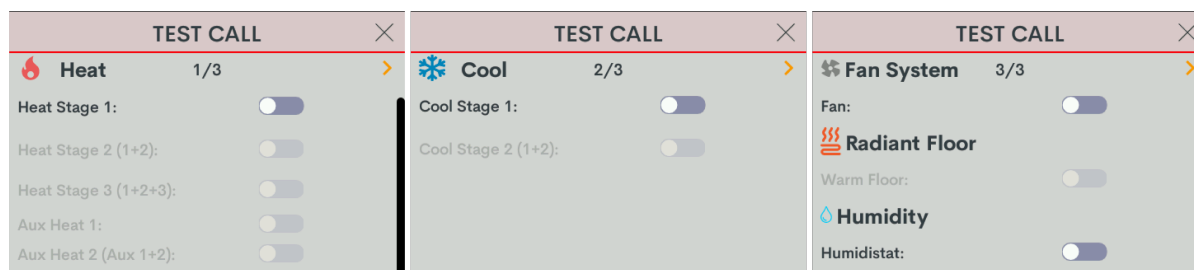 TEST CALL
Heat 1/3
Heat Stage 1:
Heat Stage 2 (1+2):
Heat Stage 3 (1+2+3):
Aux Heat 1:
Aux Heat 2 (Aux 1+2):
TEST CALL
Cool 2/3
Cool Stage 1:
Cool Stage 2 (1+2):
TEST CALL
Fan System 3/3
Fan:
Radiant Floor
Warm Floor:
Humidity
Humidistat: